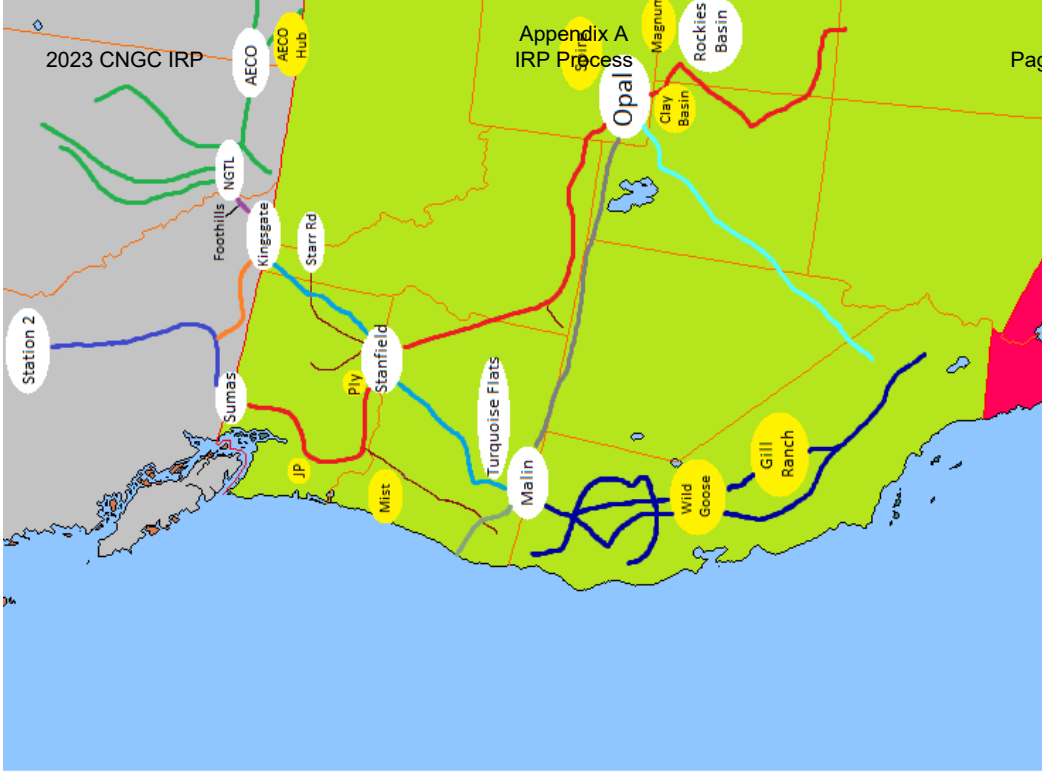 2023 CNGC IRP
Appendix A
IRP Process
Pag
AECO
AECO
Hub
Spire
Magnum
Rockies
Basin
Opal
Clay
Basin
NGTL
Foothills
Kingsgate
Starr Rd
Station 2
Sumas
Stanfield
Ply
JP
Mist
Turquoise Flats
Malin
Wild
Goose
Gill
Ranch